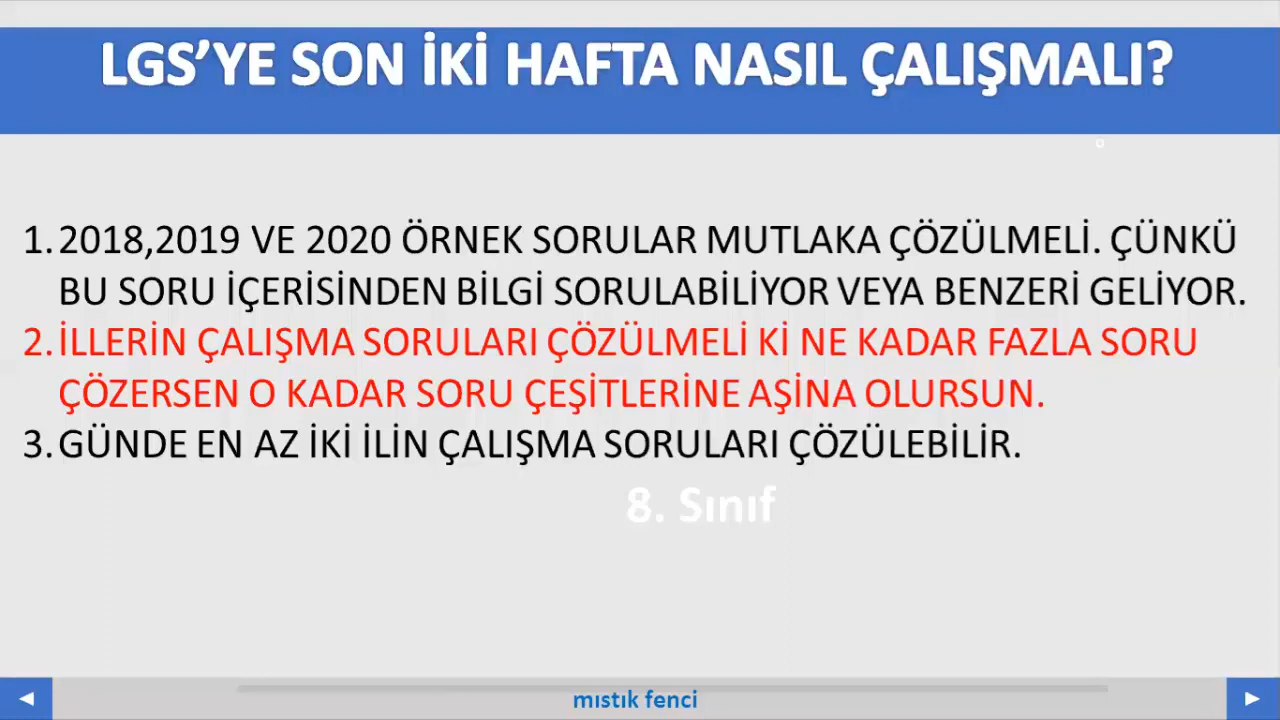 LGS'YE SON İKİ HAFTA NASIL ÇALIŞMALI?
1. 2018,2019 VE 2020 ÖRNEK SORULAR MUTLAKA ÇÖZÜLMELİ. ÇÜNKÜ
BU SORU İÇERİSİNDEN BİLGİ SORULABİLİYOR VEYA BENZERİ GELİYOR.
2. İLLERİN ÇALIŞMA SORULARI ÇÖZÜLMELİ Kİ NE KADAR FAZLA SORU
ÇÖZERSEN O KADAR SORU ÇEŞİTLERİNE AŞİNA OLURSUN.
3. GÜNDE EN AZ İKİ İLİN ÇALIŞMA SORULARI ÇÖZÜLEBİLİR.
8. Sınıf
mıstık fenci